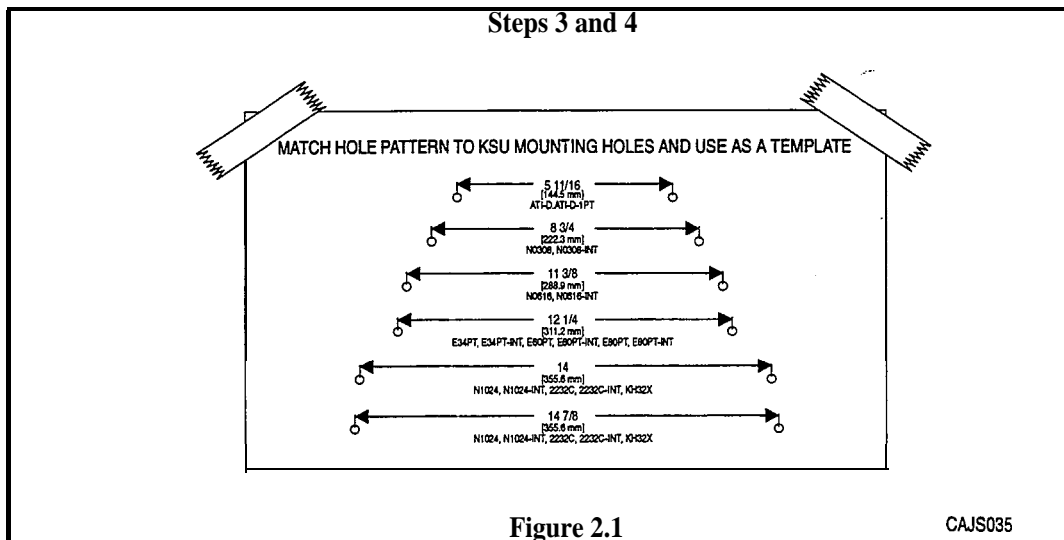 Steps 3 and 4
MATCH HOLE PATTERN TO KSU MOUNTING HOLES AND USE AS A TEMPLATE
5 11/16
[144.5 mm]
ATI-D,ATI-D-1PT
8 3/4
[222.3 mm]
N0308, N0308-INT
11 3/8
[288.9 mm]
N0616, N0616-INT
12 1/4
[311.2 mm]
E34PT, E34PT-INT, E60PT, E60PT-INT, E80PT, E80PT-INT
14
[355.6 mm]
N1024, N1024-INT, 2232C, 2232C-INT, KH32X
14 7/8
[355.6 mm]
N1024, N1024-INT, 2232C, 2232C-INT, KH32X
Figure 2.1
CAJS035